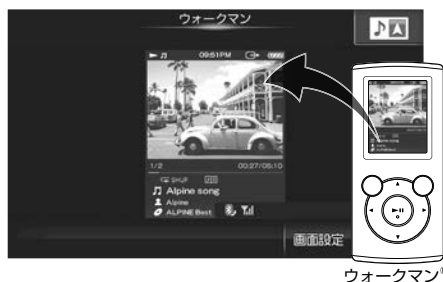 ウォークマン
09:51PM
1/2 00:27/05:10
SHUF
Alpine song
Alpine
ALPINE Best
画面設定
ウォークマン®